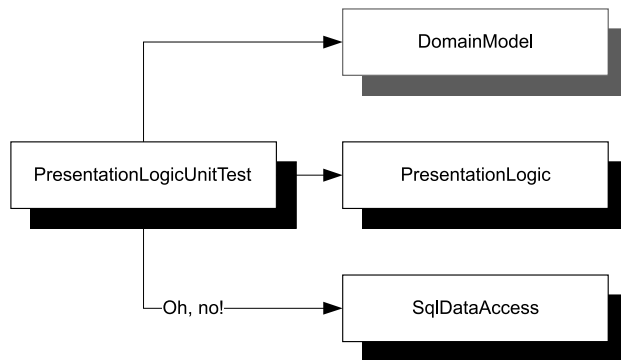 DomainModel
PresentationLogicUnitTest
PresentationLogic
Oh, no!
SqlDataAccess